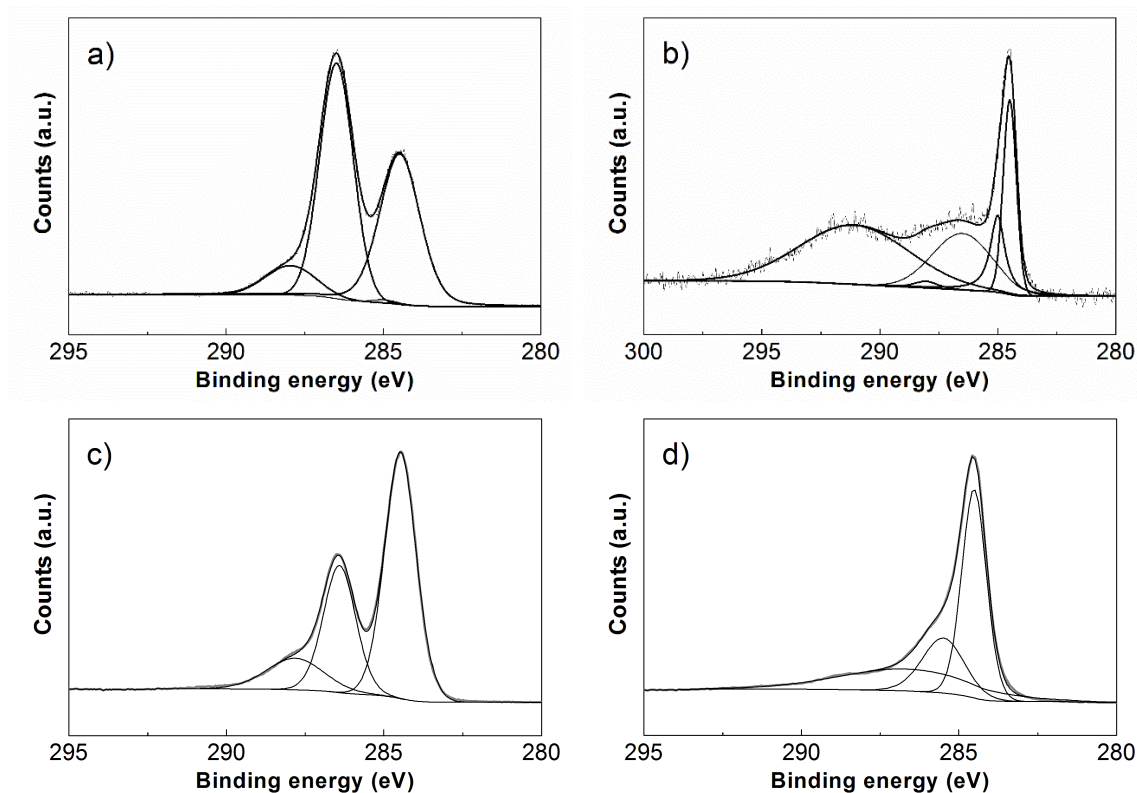 a)
Counts (a.u.)
295 290 285 280
Binding energy (eV)
b)
Counts (a.u.)
300 295 290 285 280
Binding energy (eV)
c)
Counts (a.u.)
295 290 285 280
Binding energy (eV)
d)
Counts (a.u.)
295 290 285 280
Binding energy (eV)